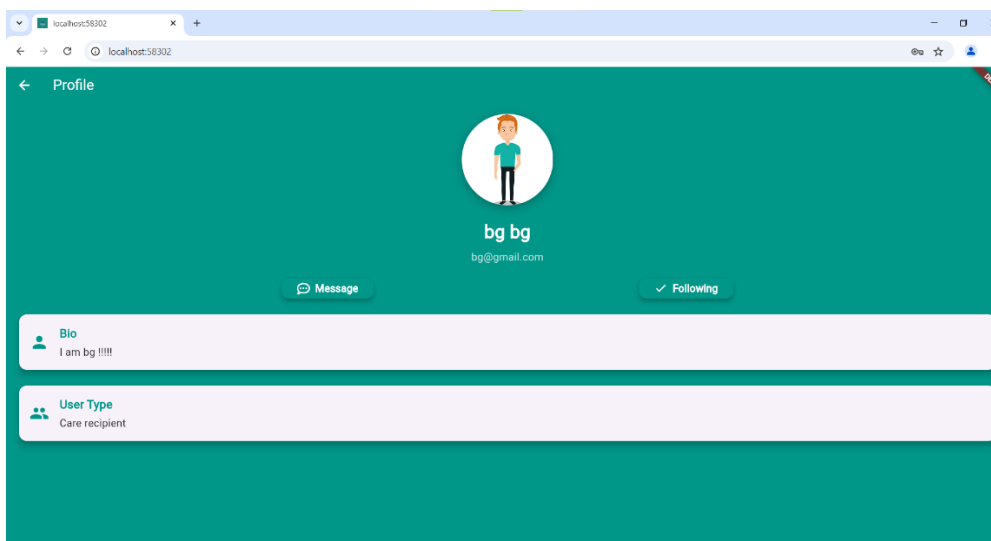 localhost:58302
localhost:58302
Profile
bg bg
bg@gmail.com
Message
Following
Bio
I am bg !!!!!
User Type
Care recipient